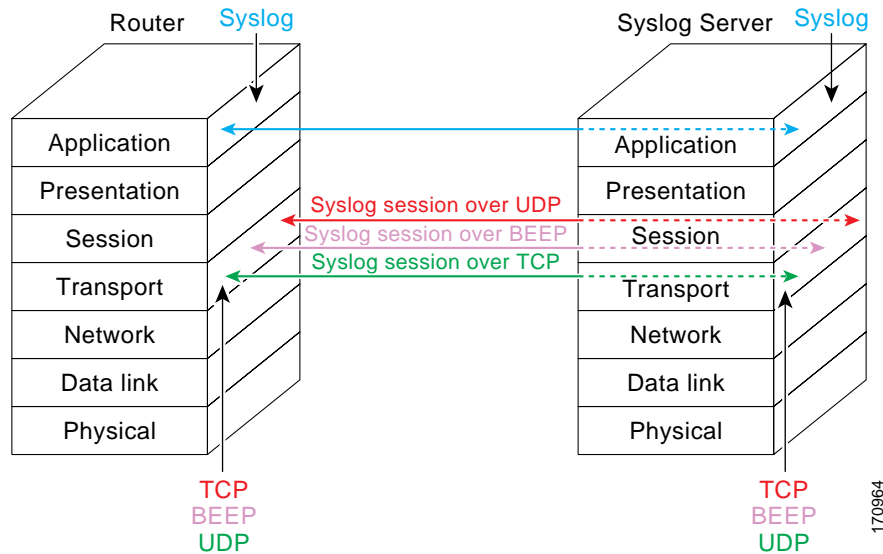 Router Syslog
Syslog Server Syslog
Application
Presentation
Session
Transport
Network
Data link
Physical
Syslog session over UDP
Syslog session over BEEP
Syslog session over TCP
Application
Presentation
Session
Transport
Network
Data link
Physical
TCP
BEEP
UDP
TCP
BEEP
UDP
170964